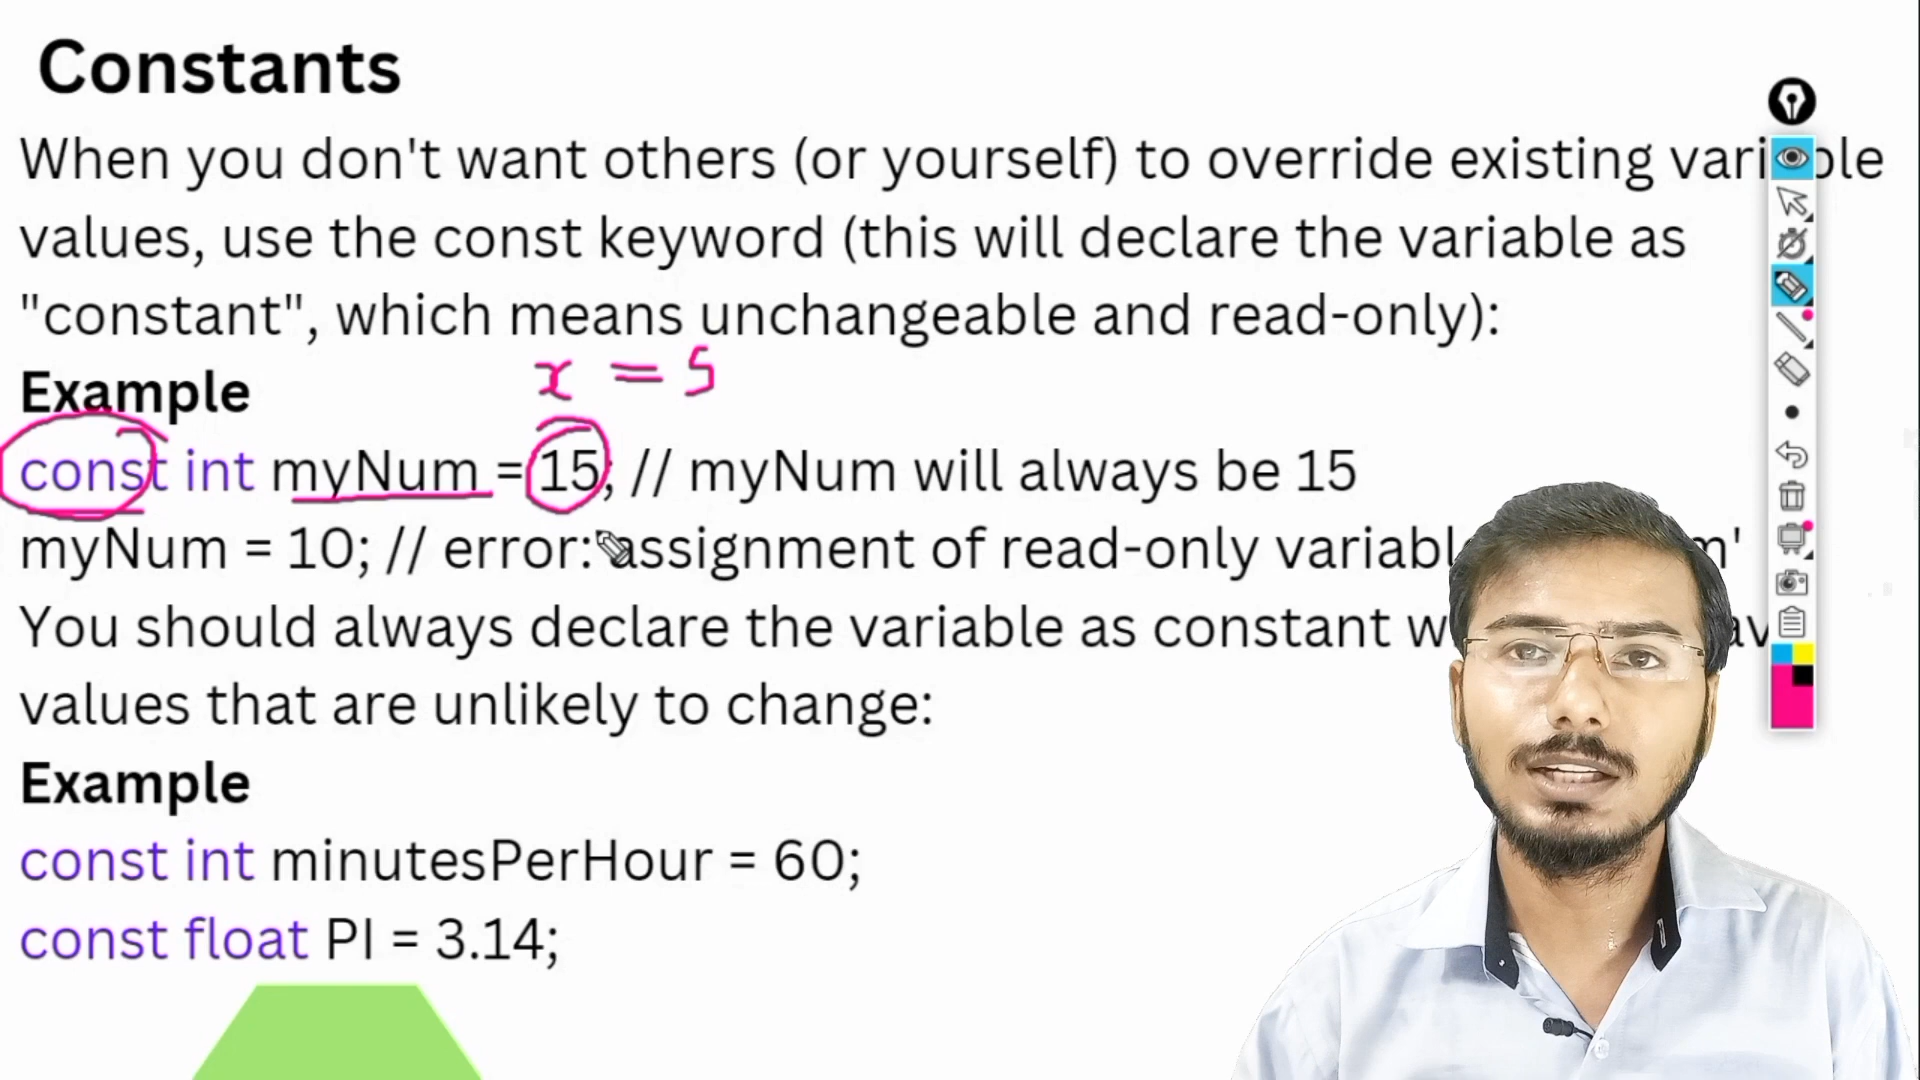 Constants
When you don't want others (or yourself) to override existing vari ble
values, use the const keyword (this will declare the variable as
"constant", which means unchangeable and read-only):
x = 5
Example
const int myNum = 15; // myNum will always be 15
myNum = 10; // error: assignment of read-only variabl m'
You should always declare the variable as constant w av
values that are unlikely to change:
Example
const int minutesPerHour = 60;
const float PI = 3.14;